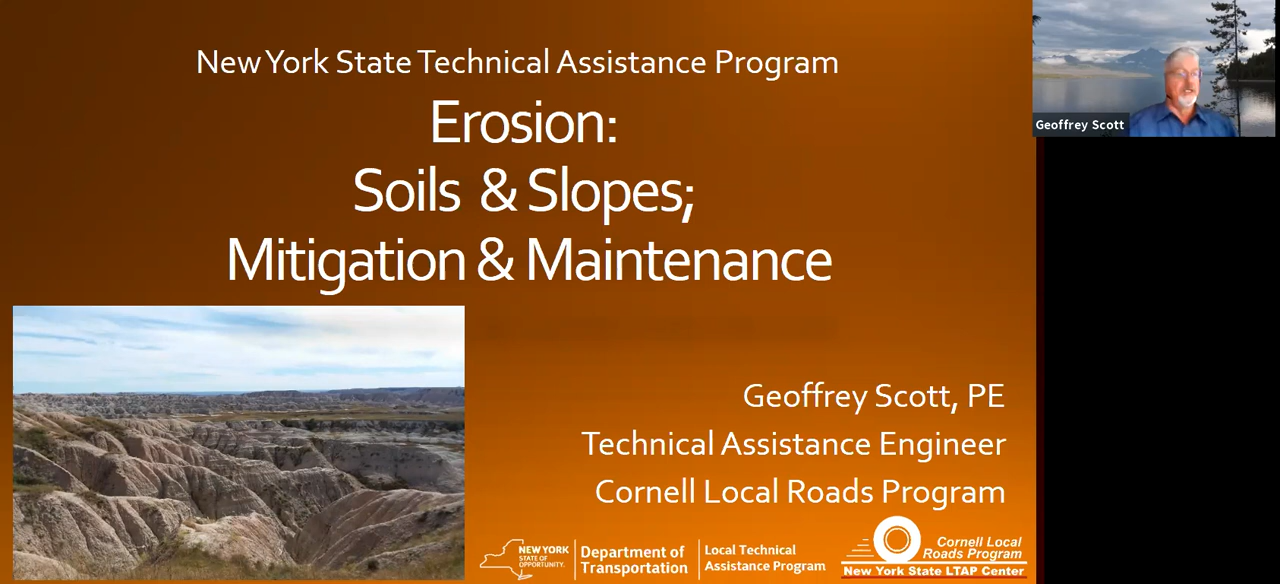 New York State Technical Assistance Program
Erosion:
Soils & Slopes;
Mitigation & Maintenance
Geoffrey Scott
Geoffrey Scott, PE
Technical Assistance Engineer
Cornell Local Roads Program
NEW YORK
STATE OF
OPPORTUNITY.
Department of
Transportation
Local Technical
Assistance Program
Cornell Local
Roads Program
New York State LTAP Center